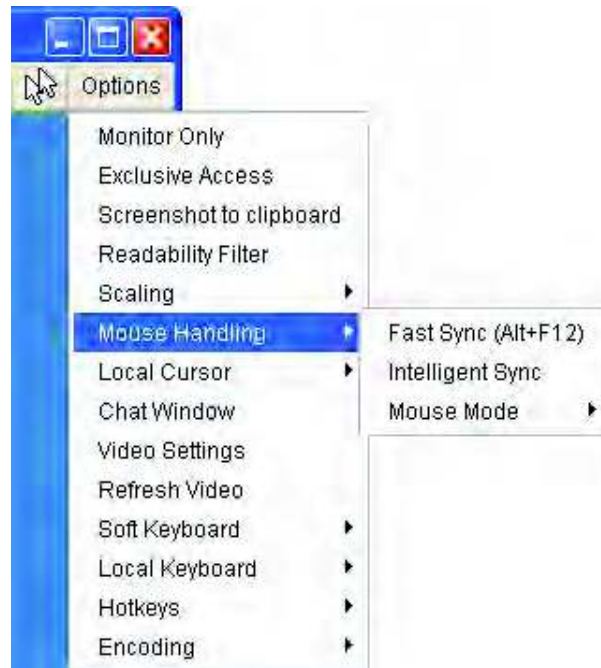 Options
Monitor Only
Exclusive Access
Screenshot to clipboard
Readability Filter
Scaling
Mouse Handling
Fast Sync (Alt+F12)
Local Cursor
Intelligent Sync
Chat Window
Mouse Mode
Video Settings
Refresh Video
Soft Keyboard
Local Keyboard
Hotkeys
Encoding